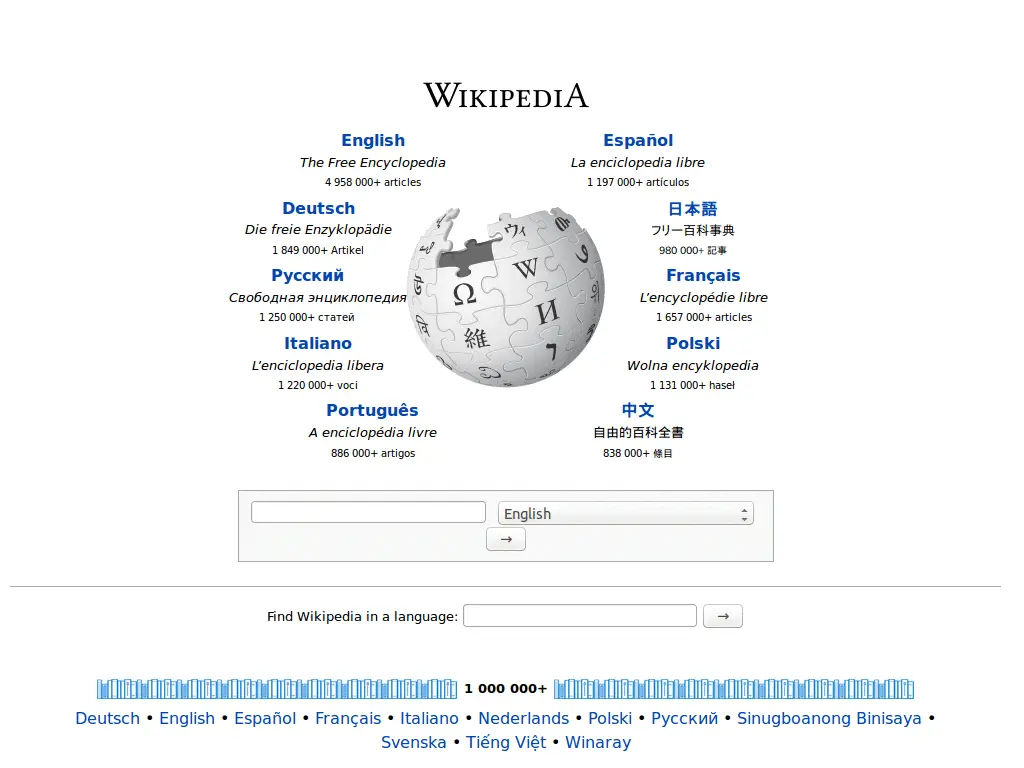 WIKIPEDIA
English
The Free Encyclopedia
4 958 000+ articles
Español
La enciclopedia libre
1 197 000+ artículos
Deutsch
Die freie Enzyklopädie
1 849 000+ Artikel
日本語
フリー百科事典
980 000+ 記事
Русский
Свободная энциклопедия
1 250 000+ статей
Français
L'encyclopédie libre
1 657 000+ articles
Italiano
L'enciclopedia libera
1 220 000+ voci
Polski
Wolna encyklopedia
1 131 000+ haseł
Português
A enciclopédia livre
886 000+ artigos
中文
自由的百科全書
838 000+ 條目
ウィ
W
Ω
И
維
English
→
Find Wikipedia in a language:
→
1 000 000+
Deutsch • English • Español • Français • Italiano • Nederlands • Polski • Русский • Sinugboanong Binisaya •
Svenska • Tiếng Việt • Winaray